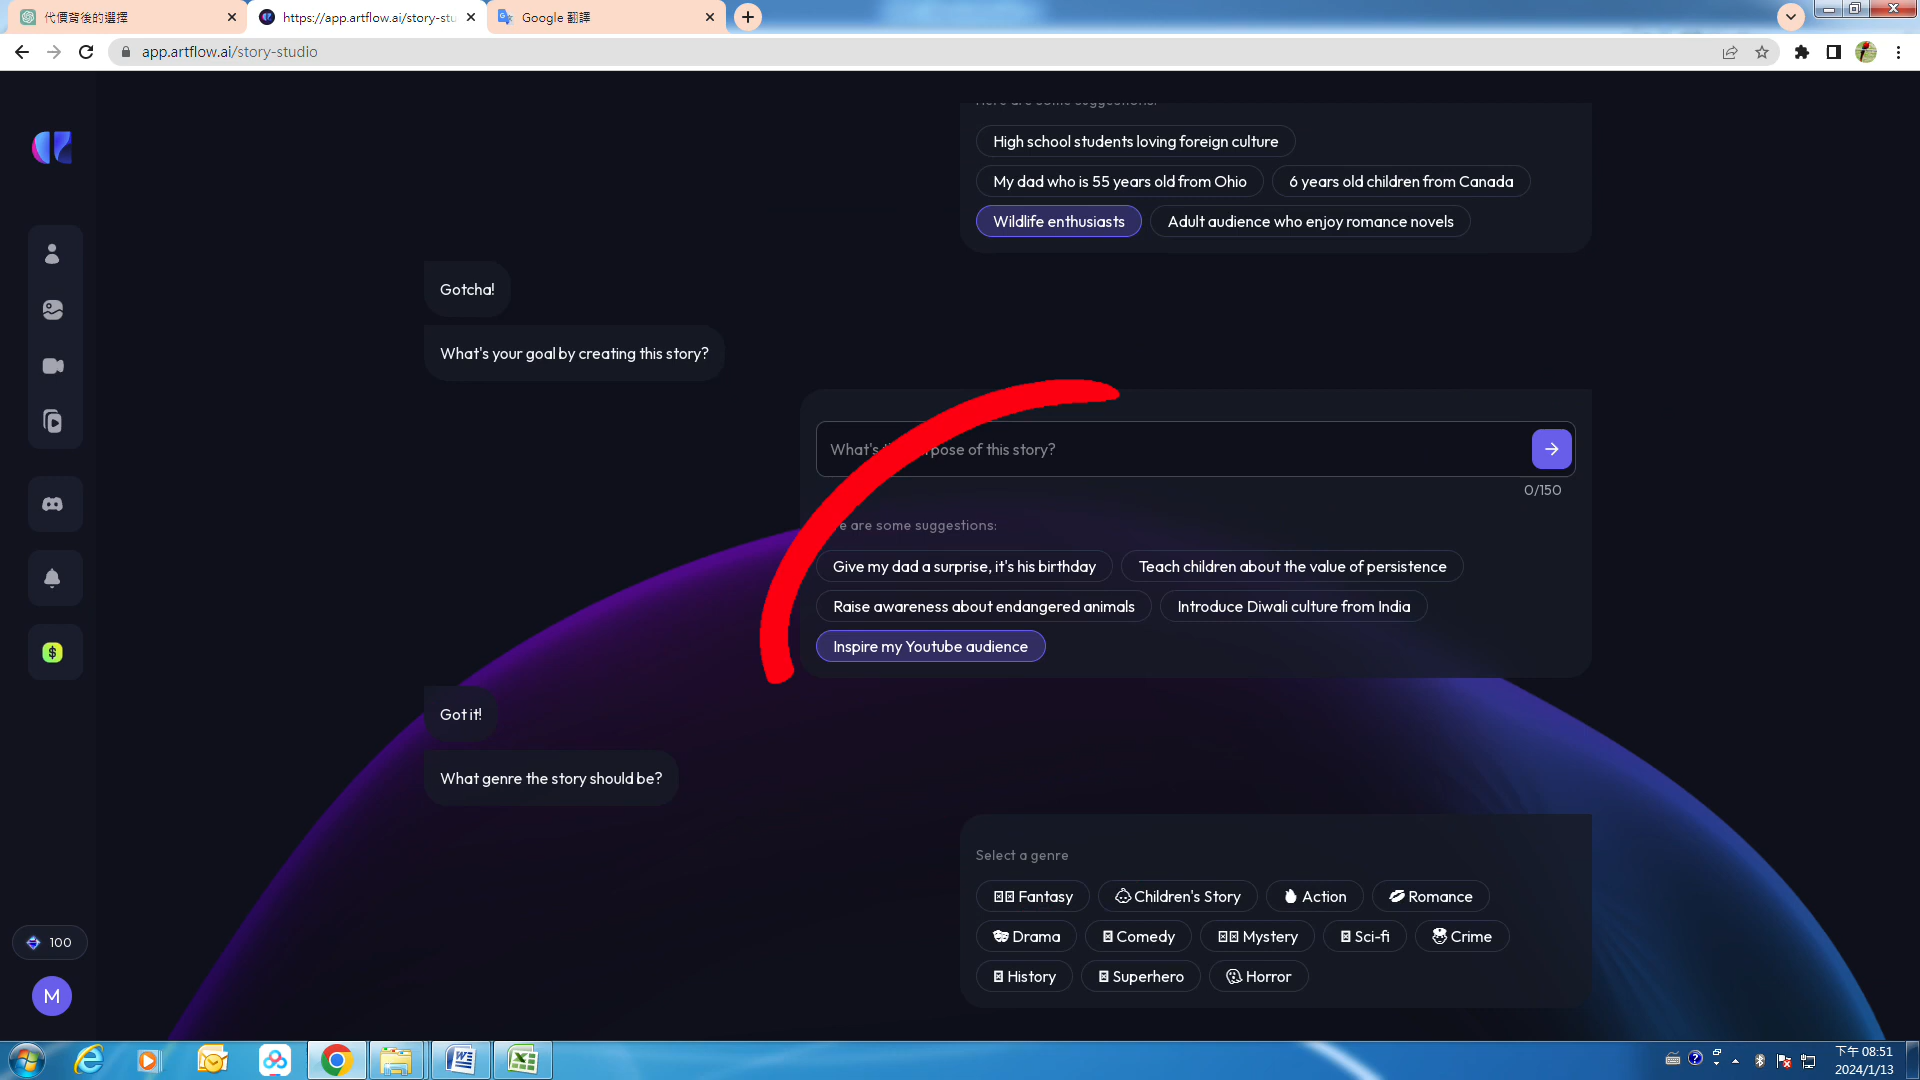 代價背後的選擇
https://app.artflow.ai/story-stu
Google 翻譯
app.artflow.ai/story-studio
Here are some suggestions:
High school students loving foreign culture
My dad who is 55 years old from Ohio
6 years old children from Canada
Wildlife enthusiasts
Adult audience who enjoy romance novels
Gotcha!
What's your goal by creating this story?
What's pose of this story?
0/150
e are some suggestions:
Give my dad a surprise, it's his birthday
Teach children about the value of persistence
Raise awareness about endangered animals
Introduce Diwali culture from India
Inspire my Youtube audience
Got it!
What genre the story should be?
Select a genre
Fantasy
Children's Story
Action
Romance
Drama
Comedy
Mystery
Sci-fi
Crime
History
Superhero
Horror
100
M
下午 08:51
2024/1/13